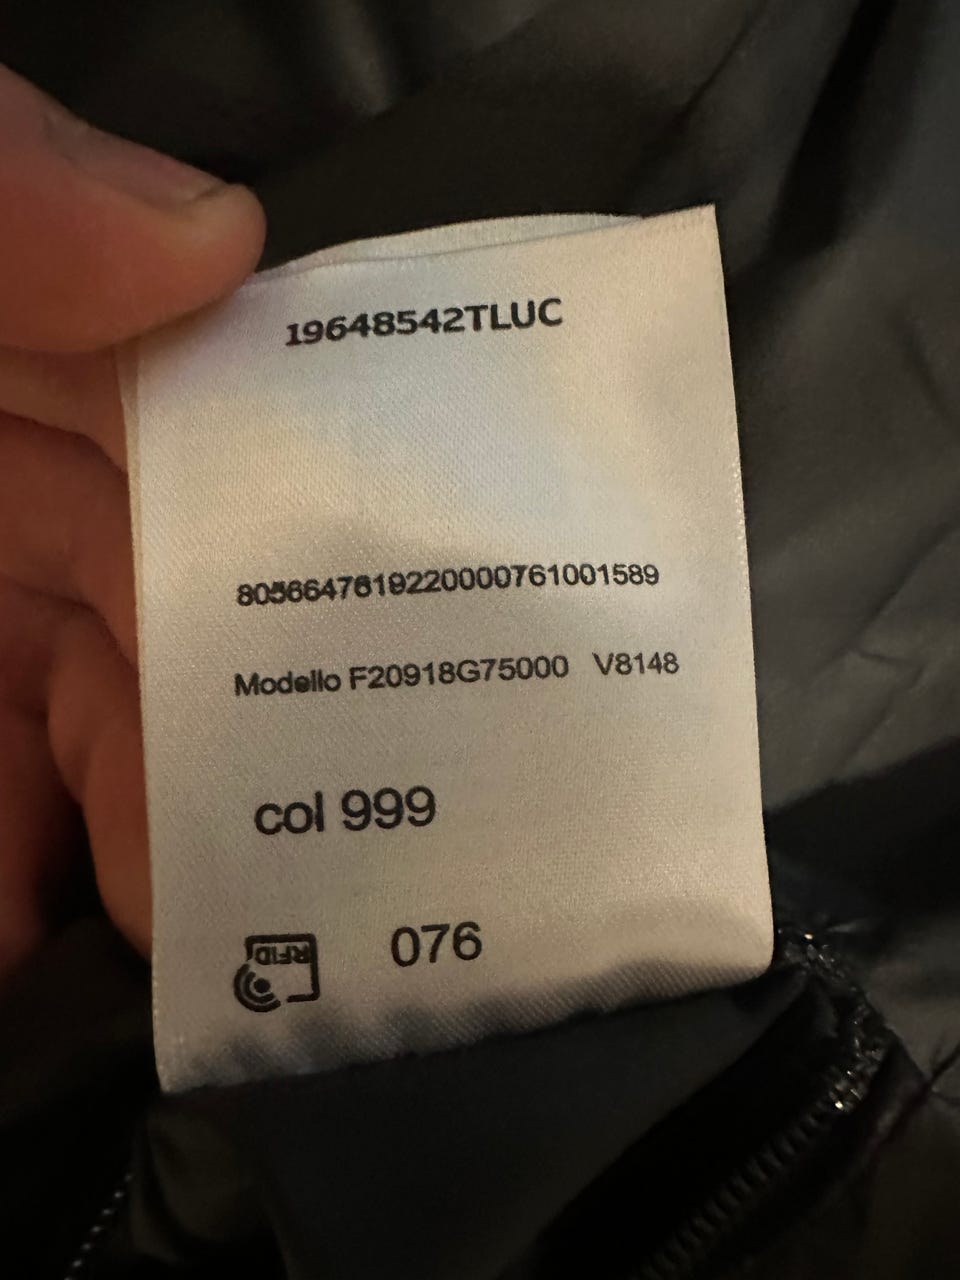 19648542TLUC
8056647619220000761001589
Modello F20918G75000 V8148
col 999
RFID
076